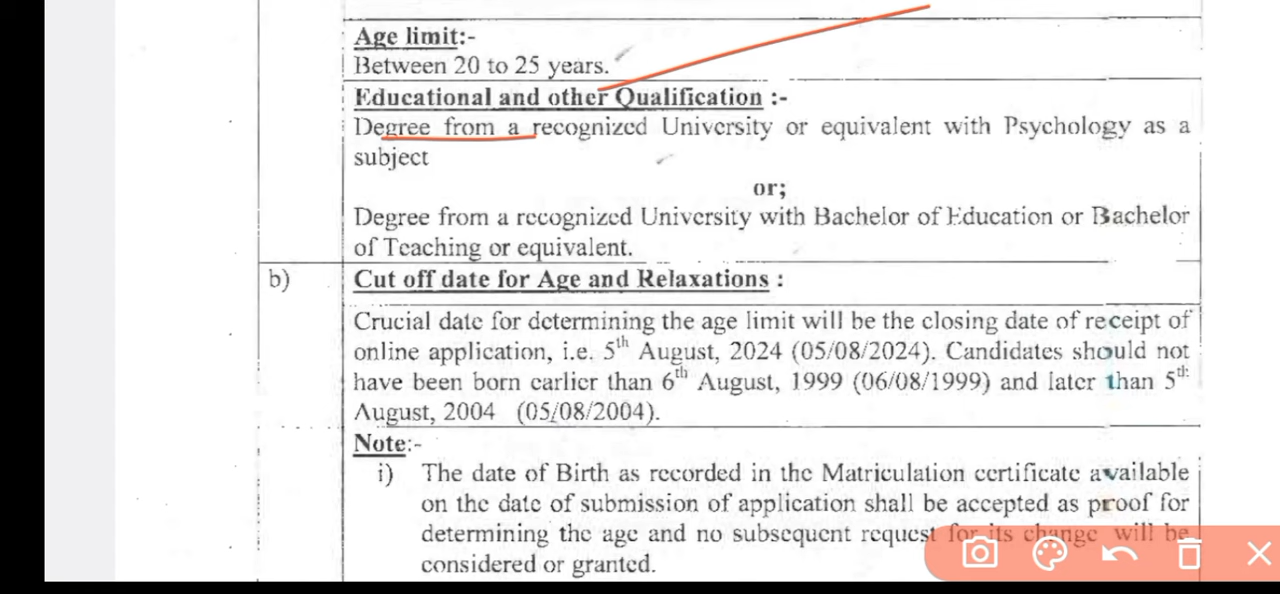 Age limit:-
Between 20 to 25 years.
Educational and other Qualification :-
Degree from a recognized University or equivalent with Psychology as a
subject
or;
Degree from a recognized University with Bachelor of Education or Bachelor
of Teaching or equivalent.
b) Cut off date for Age and Relaxations :
Crucial date for determining the age limit will be the closing date of receipt of
online application, i.e. 5th August, 2024 (05/08/2024). Candidates should not
have been born earlier than 6th August, 1999 (06/08/1999) and later than 5th
August, 2004 (05/08/2004).
Note:-
i) The date of Birth as recorded in the Matriculation certificate available
on the date of submission of application shall be accepted as proof for
determining the age and no subsequent request for its change will be
considered or granted.